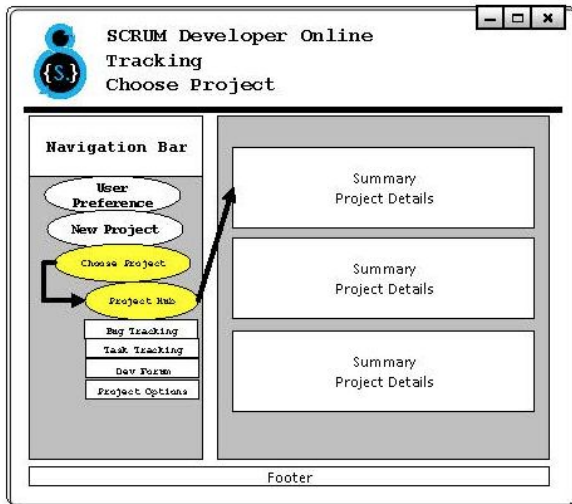 SCRUM Developer Online
Tracking
Choose Project
{S.}
Navigation Bar
User
Preference
New Project
Choose Project
Project Hub
Bug Tracking
Task Tracking
Dev Forum
Project Options
Summary
Project Details
Summary
Project Details
Summary
Project Details
Footer